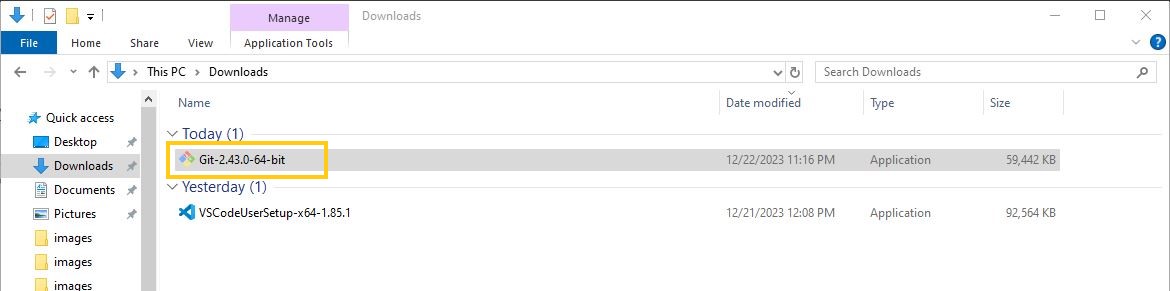 Manage Downloads
File Home Share View Application Tools
This PC Downloads Search Downloads
Name Date modified Type Size
Quick access
Today (1)
Desktop
Git-2.43.0-64-bit 12/22/2023 11:16 PM Application 59,442 KB
Downloads
Documents
Yesterday (1)
Pictures
VSCodeUserSetup-x64-1.85.1 12/21/2023 12:08 PM Application 92,564 KB
images
images
images